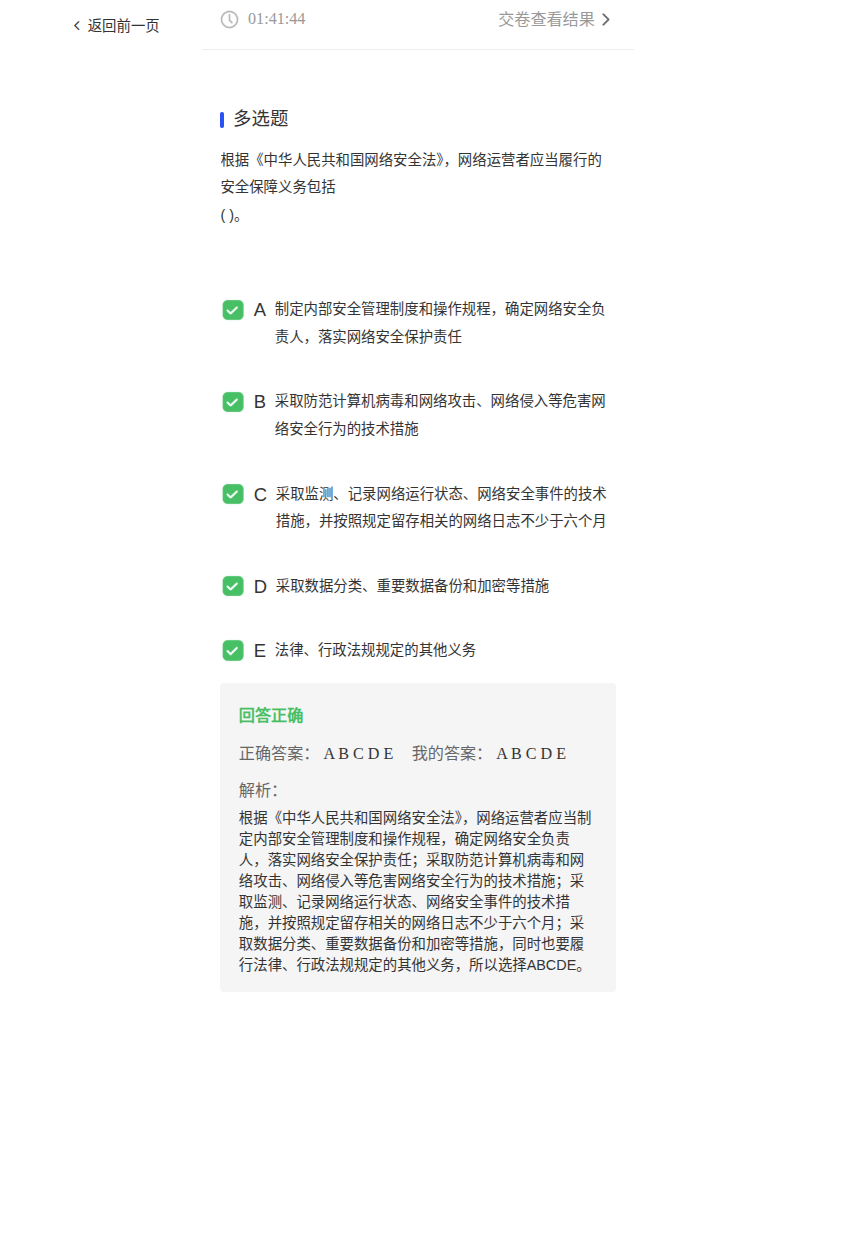 返回前一页
01:41:44
交卷查看结果
多选题
根据《中华人民共和国网络安全法》，网络运营者应当履行的
安全保障义务包括
( )。
A 制定内部安全管理制度和操作规程，确定网络安全负
责人，落实网络安全保护责任
B 采取防范计算机病毒和网络攻击、网络侵入等危害网
络安全行为的技术措施
C 采取监测、记录网络运行状态、网络安全事件的技术
措施，并按照规定留存相关的网络日志不少于六个月
D 采取数据分类、重要数据备份和加密等措施
E 法律、行政法规规定的其他义务
回答正确
正确答案： A B C D E 我的答案： A B C D E
解析：
根据《中华人民共和国网络安全法》，网络运营者应当制
定内部安全管理制度和操作规程，确定网络安全负责
人，落实网络安全保护责任；采取防范计算机病毒和网
络攻击、网络侵入等危害网络安全行为的技术措施；采
取监测、记录网络运行状态、网络安全事件的技术措
施，并按照规定留存相关的网络日志不少于六个月；采
取数据分类、重要数据备份和加密等措施，同时也要履
行法律、行政法规规定的其他义务，所以选择ABCDE。